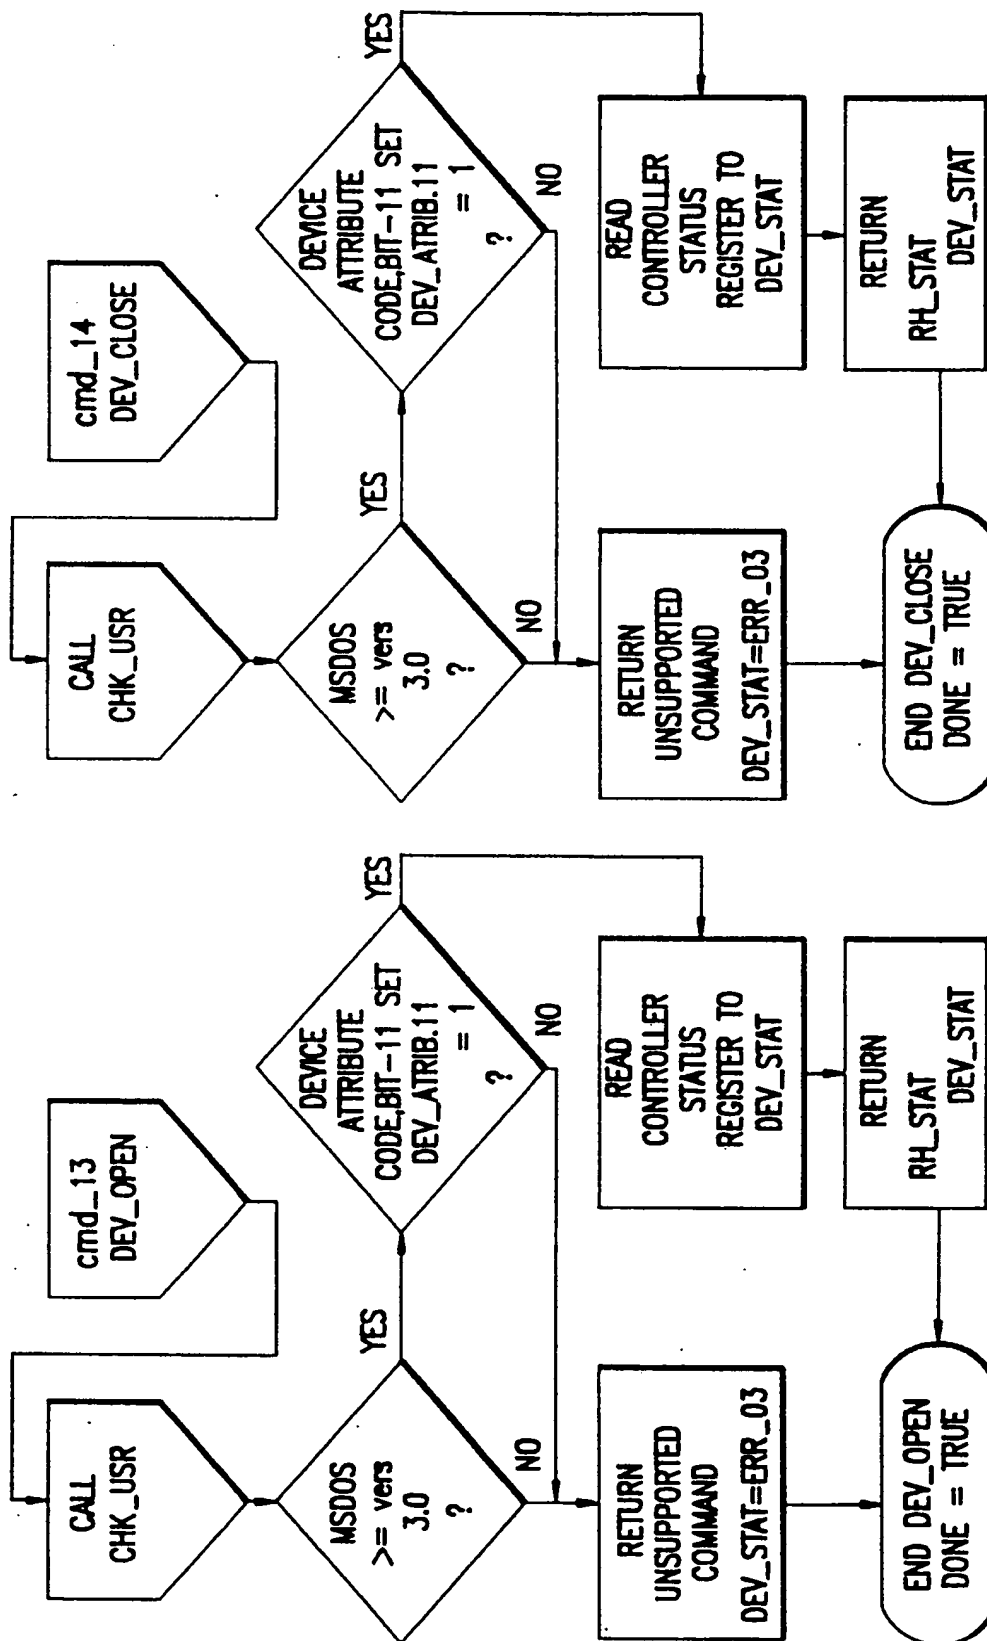 cmd_13
DEV_OPEN
CALL
CHK_USR
MSDOS
>= vers
3.0
?
YES
NO
DEVICE
ATTRIBUTE
CODE,BIT-11 SET
DEV_ATRIB.11
= 1
?
YES
NO
RETURN
UNSUPPORTED
COMMAND
DEV_STAT=ERR_03
READ
CONTROLLER
STATUS
REGISTER TO
DEV_STAT
RETURN
RH_STAT
DEV_STAT
END DEV_OPEN
DONE = TRUE
cmd_14
DEV_CLOSE
CALL
CHK_USR
MSDOS
>= vers
3.0
?
YES
NO
DEVICE
ATTRIBUTE
CODE,BIT-11 SET
DEV_ATRIB.11
= 1
?
YES
NO
RETURN
UNSUPPORTED
COMMAND
DEV_STAT=ERR_03
READ
CONTROLLER
STATUS
REGISTER TO
DEV_STAT
RETURN
RH_STAT
DEV_STAT
END DEV_CLOSE
DONE = TRUE